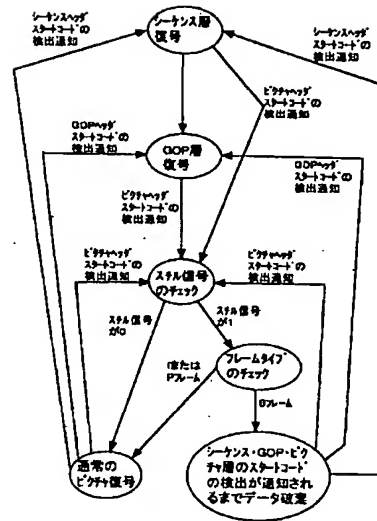 シーケンスヘッダ
スタートコードの
検出通知
シーケンス層
復号
シーケンスヘッダ
スタートコードの
検出通知
ピクチャヘッダ
スタートコードの
検出通知
GOPヘッダ
スタートコードの
検出通知
GOP層
復号
GOPヘッダ
スタートコードの
検出通知
ピクチャヘッダ
スタートコードの
検出通知
ピクチャヘッダ
スタートコードの
検出通知
スチル信号
のチェック
ピクチャヘッダ
スタートコードの
検出通知
スチル信号
が0
スチル信号
が1
Iまたは
Pフレーム
フレームタイプ
のチェック
Bフレーム
通常の
ピクチャ復号
シーケンス・GOP・ピク
チャ層のスタートコード
の検出が通知され
るまでデータ破棄